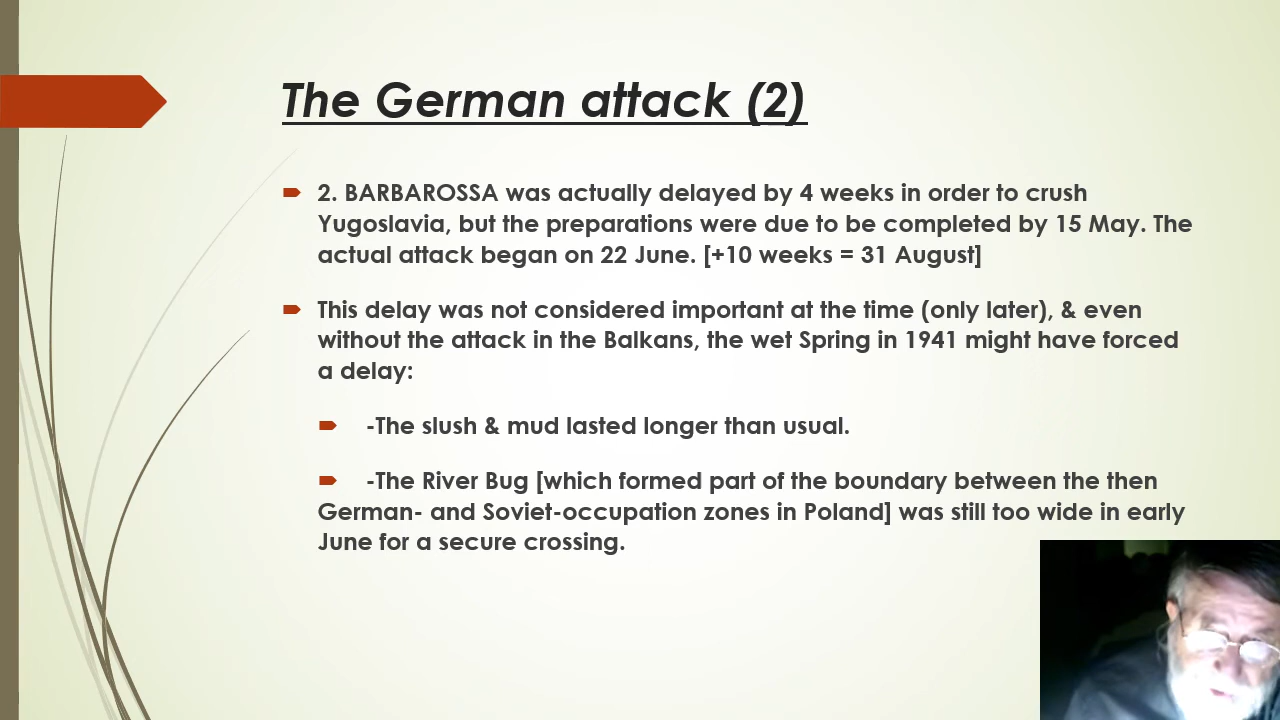 The German attack (2)
2. BARBAROSSA was actually delayed by 4 weeks in order to crush
Yugoslavia, but the preparations were due to be completed by 15 May. The
actual attack began on 22 June. [+10 weeks = 31 August]
This delay was not considered important at the time (only later), & even
without the attack in the Balkans, the wet Spring in 1941 might have forced
a delay:
-The slush & mud lasted longer than usual.
-The River Bug [which formed part of the boundary between the then
German- and Soviet-occupation zones in Poland] was still too wide in early
June for a secure crossing.